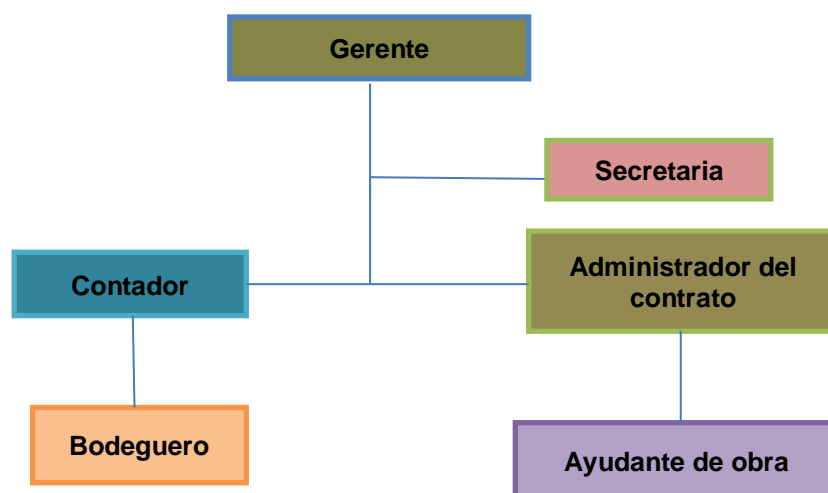 Gerente
Secretaria
Contador
Administrador del
contrato
Bodeguero
Ayudante de obra